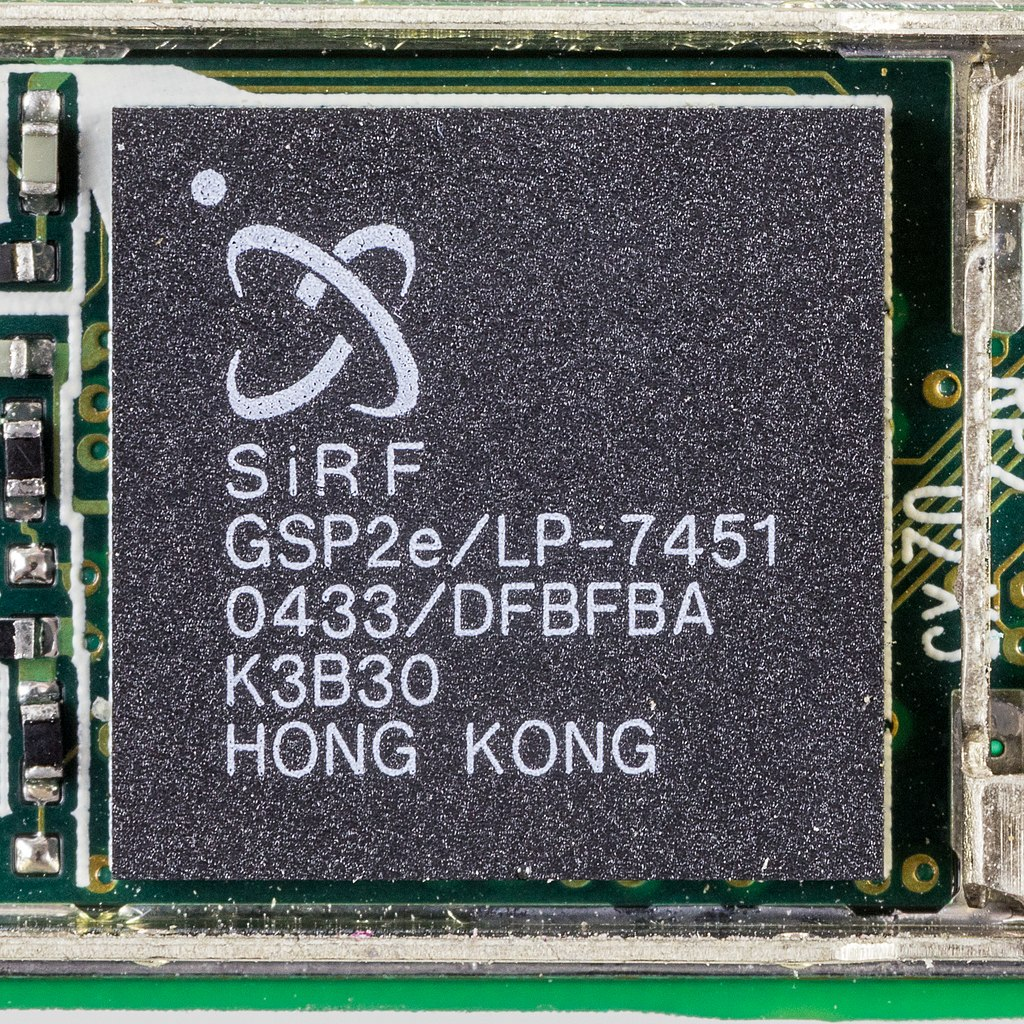 SiRF
GSP2e/LP-7451
0433/DFBFBA
K3B30
HONG KONG